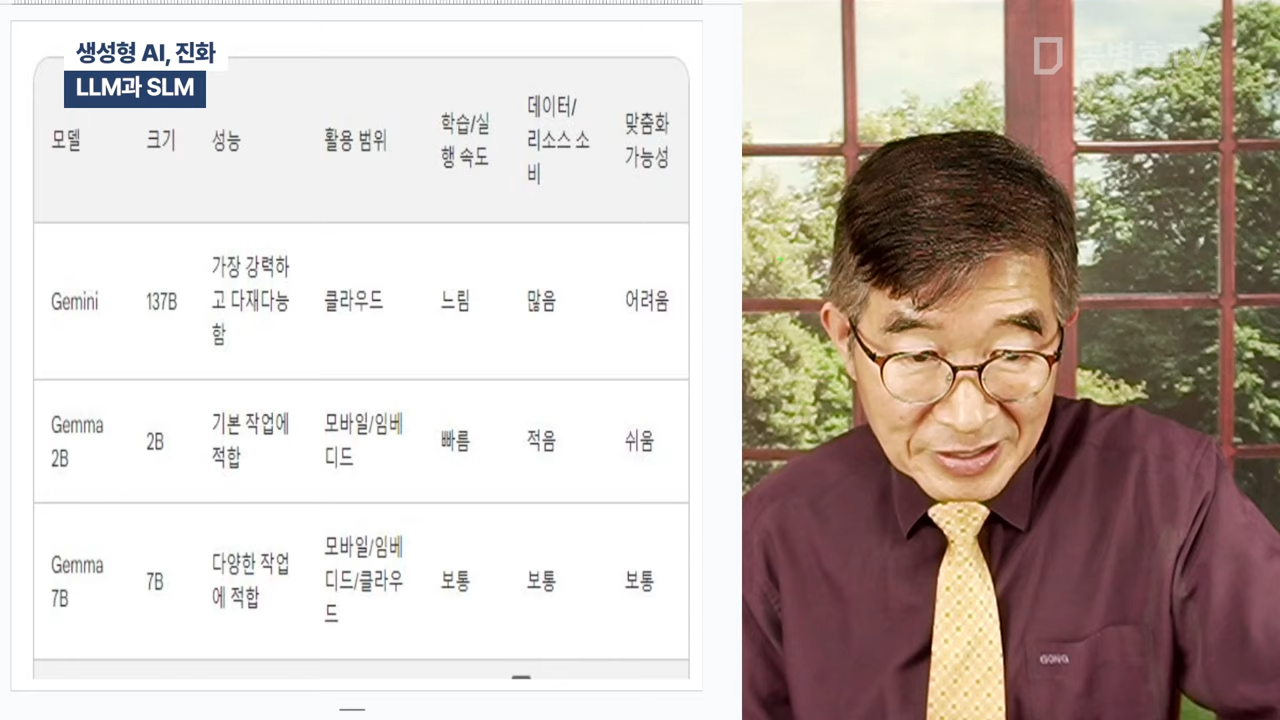 생성형 AI, 진화
LLM과 SLM
모델
크기
성능
활용 범위
학습/실
행 속도
데이터/
리소스 소
비
맞춤화
가능성
Gemini
137B
가장 강력하
고 다재다능
함
클라우드
느림
많음
어려움
Gemma
2B
2B
기본 작업에
적합
모바일/임베
디드
빠름
적음
쉬움
Gemma
7B
7B
다양한 작업
에 적합
모바일/임베
디드/클라우
드
보통
보통
보통
공병호TV
GONG